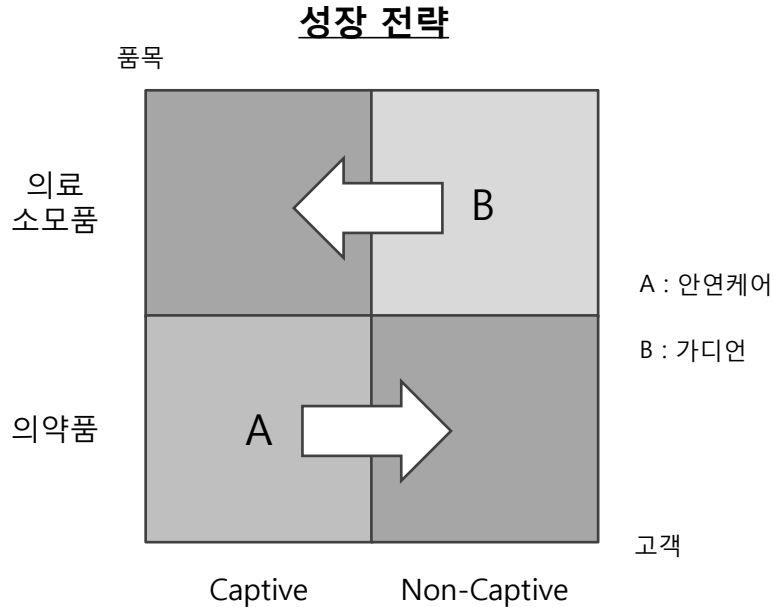 성장 전략
품목
의료
소모품
B
A : 안연케어
B : 가디언
의약품
A
고객
Captive
Non-Captive